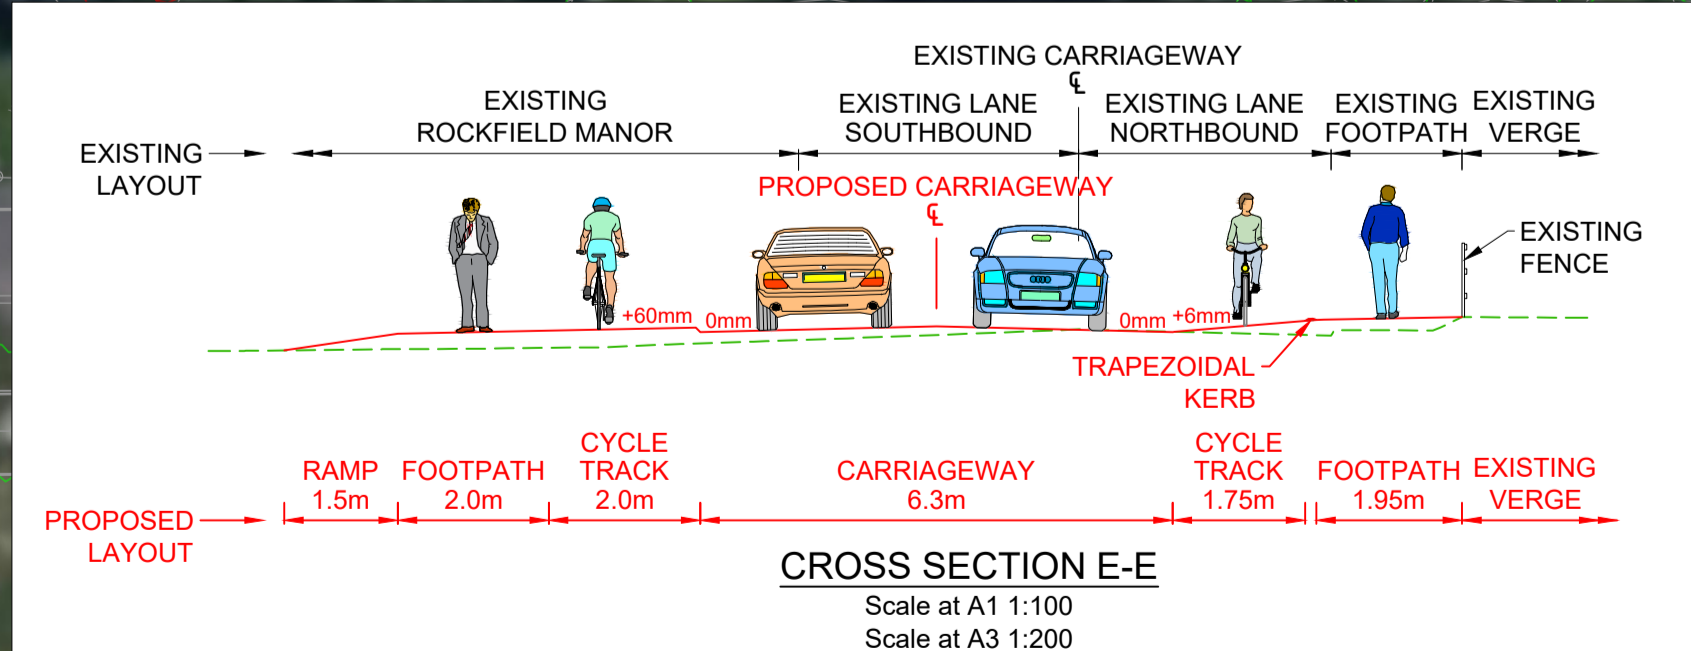 EXISTING CARRIAGEWAY
℄
EXISTING
ROCKFIELD MANOR
EXISTING LANE
SOUTHBOUND
EXISTING LANE
NORTHBOUND
EXISTING
FOOTPATH
EXISTING
VERGE
EXISTING
LAYOUT
PROPOSED CARRIAGEWAY
℄
EXISTING
FENCE
+60mm
0mm
0mm
+6mm
TRAPEZOIDAL
KERB
RAMP
1.5m
FOOTPATH
2.0m
CYCLE
TRACK
2.0m
CARRIAGEWAY
6.3m
CYCLE
TRACK
1.75m
FOOTPATH
1.95m
EXISTING
VERGE
PROPOSED
LAYOUT
CROSS SECTION E-E
Scale at A1 1:100
Scale at A3 1:200